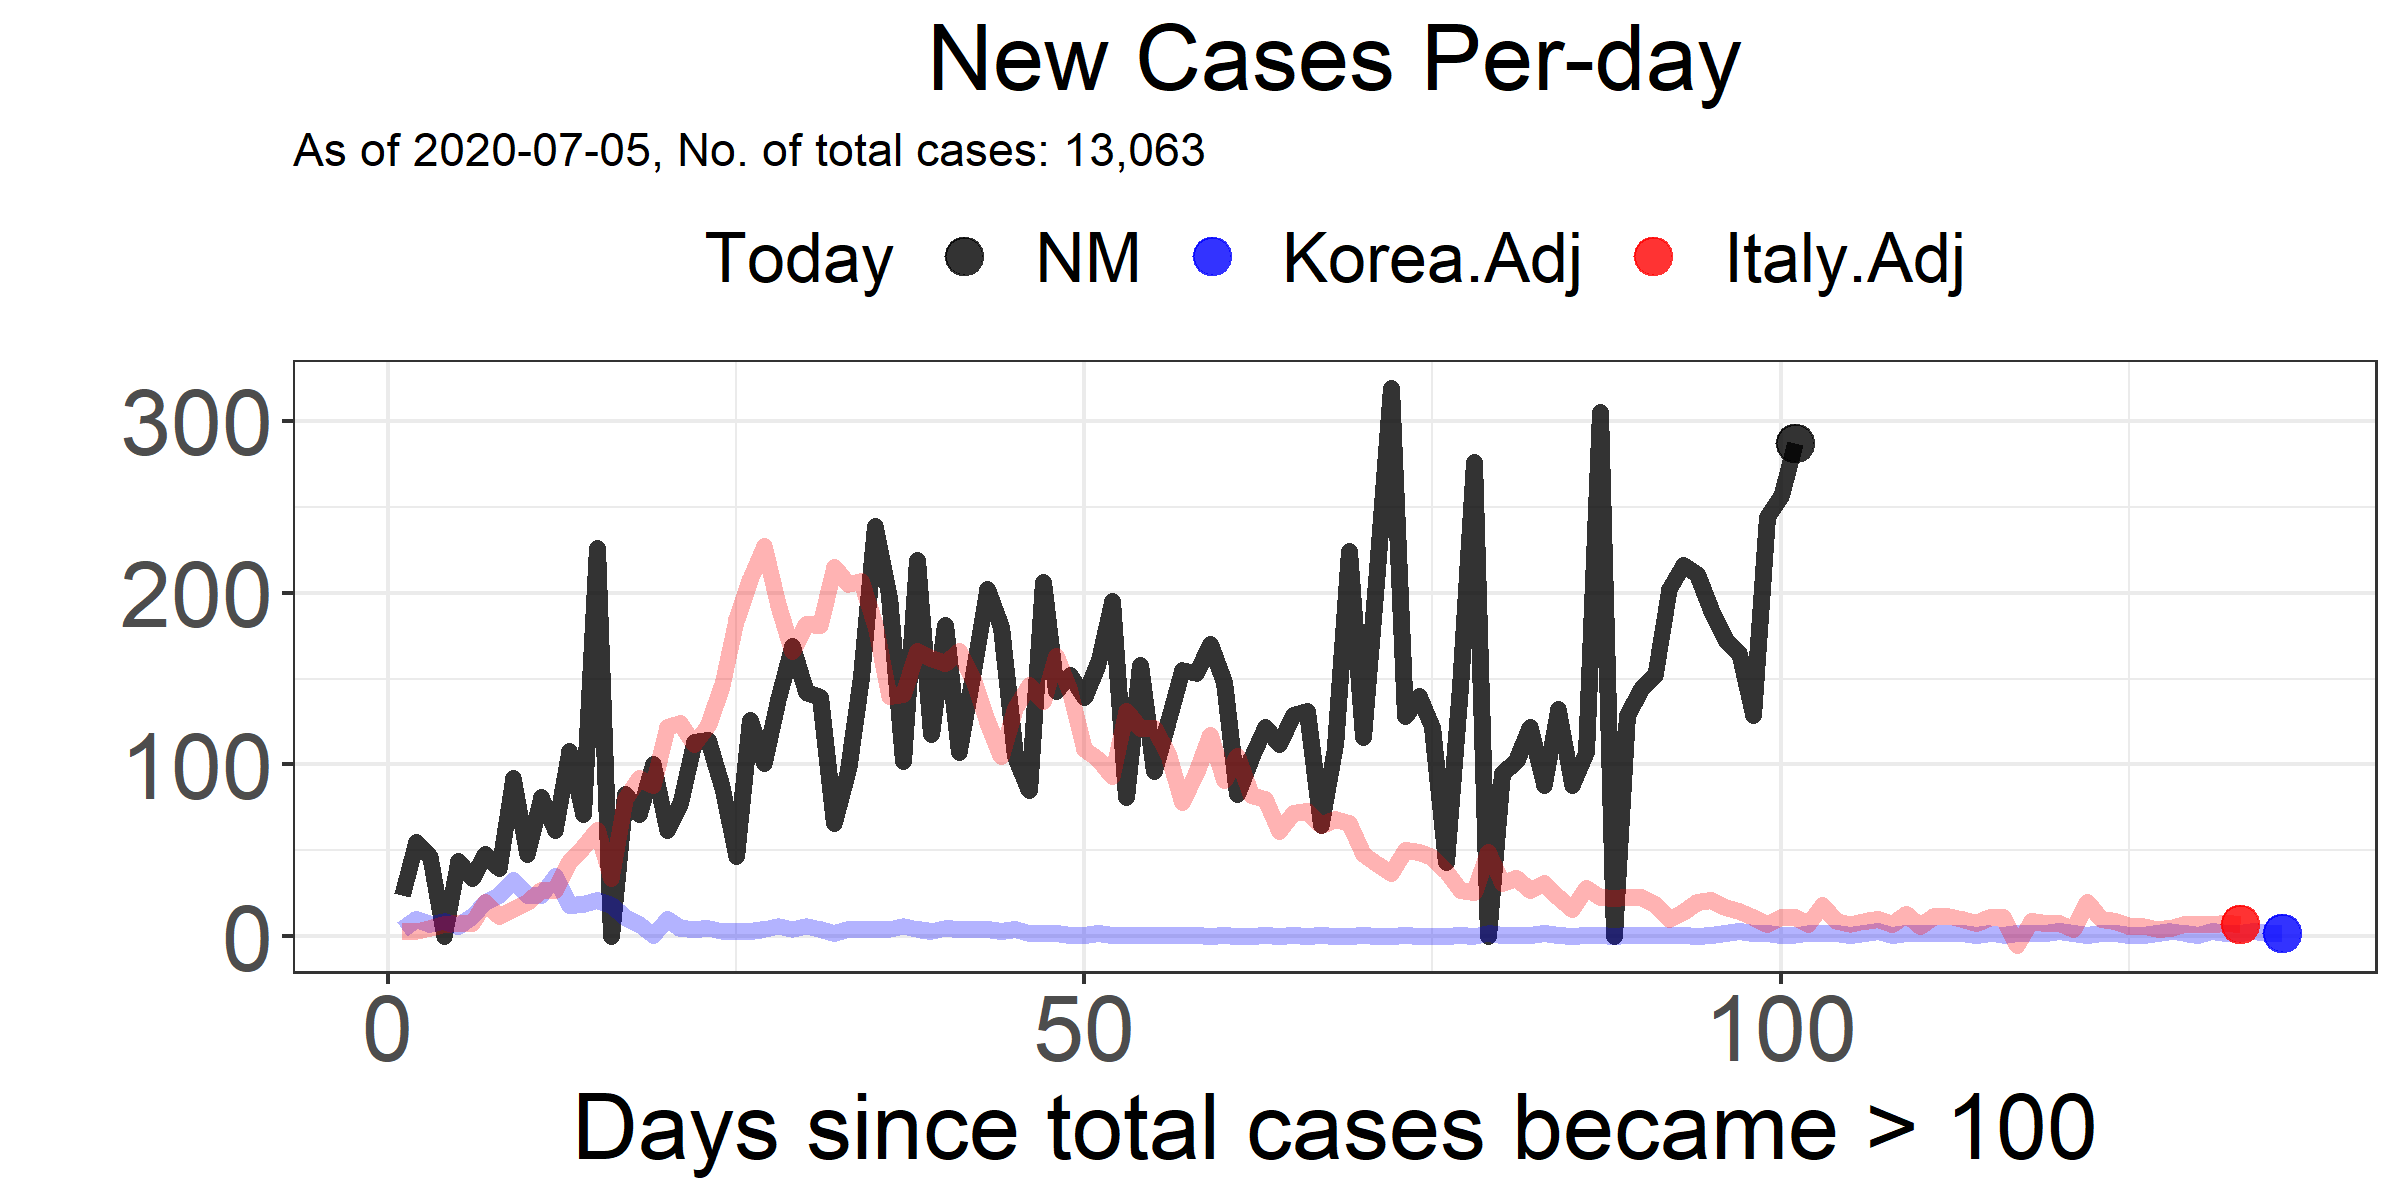 New Cases Per-day
As of 2020-07-05, No. of total cases: 13,063
Today NM Korea.Adj Italy.Adj
300
200
100
0
0 50 100
Days since total cases became > 100